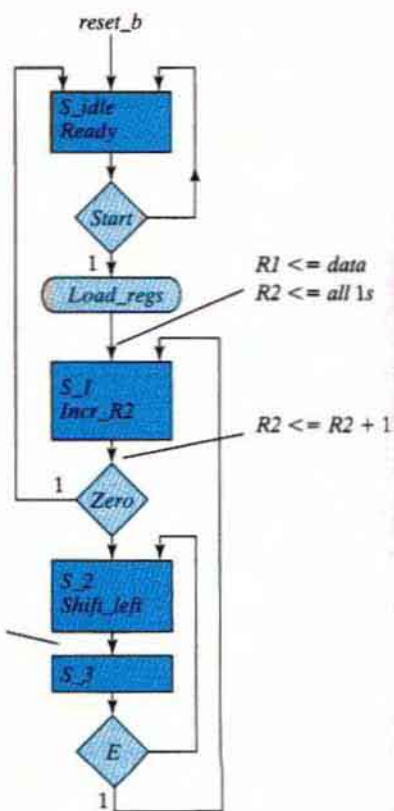 reset_b
S_idle
Ready
Start
1
Load_regs
R1 <= data
R2 <= all 1s
S_1
Incr_R2
R2 <= R2 + 1
1
Zero
S_2
Shift_left
S_3
E
1